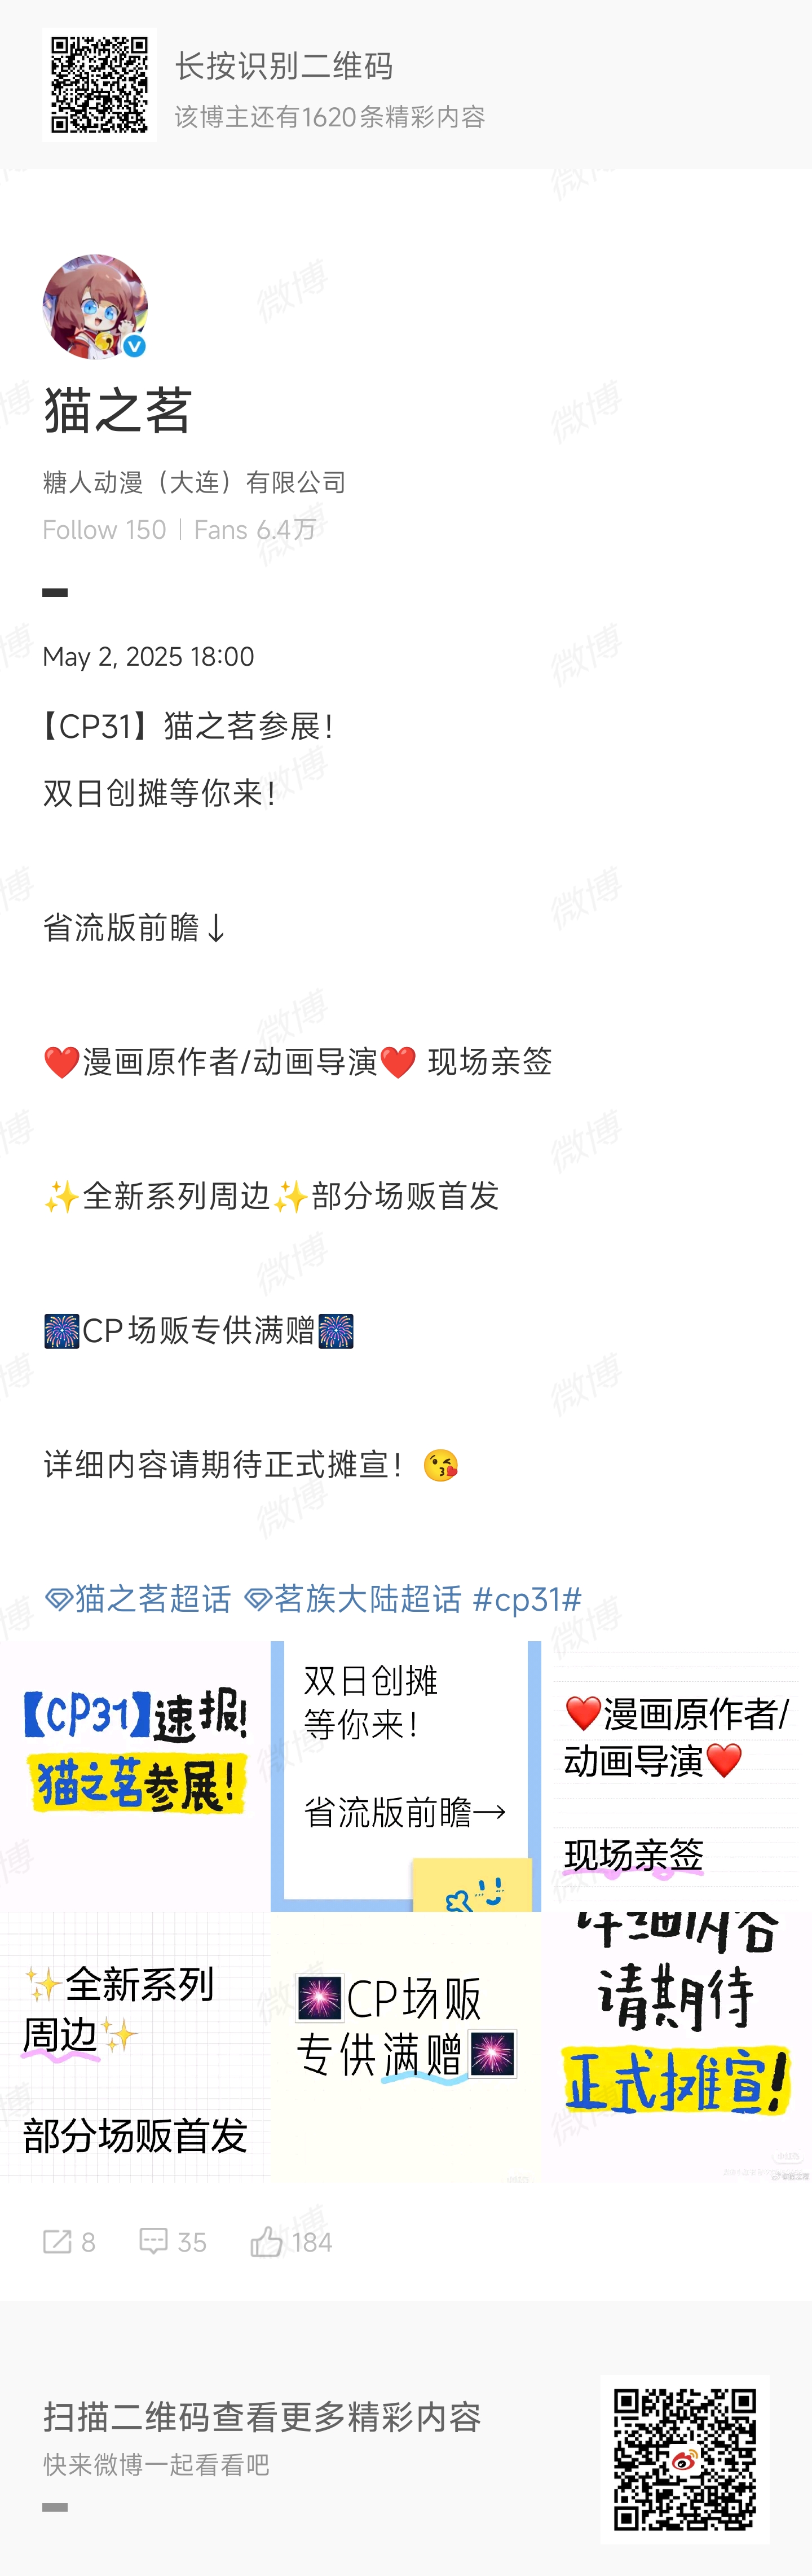 长按识别二维码
该博主还有1620条精彩内容
猫之茗
糖人动漫（大连）有限公司
Follow 150 | Fans 6.4万
May 2, 2025 18:00
【CP31】猫之茗参展！
双日创摊等你来！
省流版前瞻↓
❤️漫画原作者/动画导演❤️ 现场亲签
✨全新系列周边✨部分场贩首发
🎆CP场贩专供满赠🎆
详细内容请期待正式摊宣！😘
猫之茗超话 茗族大陆超话 #cp31#
【CP31】速报!
猫之茗参展!
双日创摊
等你来！
省流版前瞻→
❤️漫画原作者/
动画导演❤️
现场亲签
✨全新系列
周边✨
部分场贩首发
🎆CP场贩
专供满赠🎆
详细内容
请期待
正式摊宣!
8 35 184
扫描二维码查看更多精彩内容
快来微博一起看看吧
微博